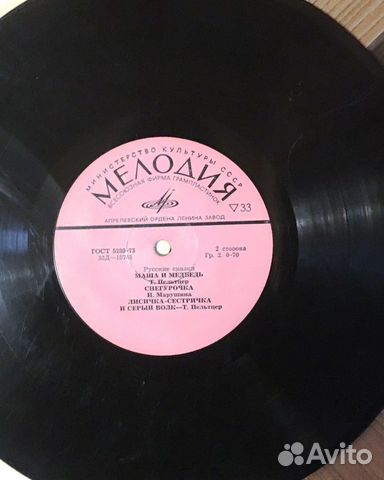 МИНИСТЕРСТВО КУЛЬТУРЫ СССР
МЕЛОДИЯ
ВСЕСОЮЗНАЯ ФИРМА ГРАМПЛАСТИНОК
АПРЕЛЕВСКИЙ ОРДЕНА ЛЕНИНА ЗАВОД
▽33
ГОСТ 5289-73
2 сторона
Гр. 2. 0-70
Русские сказки
МАША И МЕДВЕДЬ
Т. Пельтцер
СНЕГУРОЧКА
И. Марушина
ЛИСИЧКА-СЕСТРИЧКА
И СЕРЫЙ ВОЛК—Т. Пельтцер
Avito